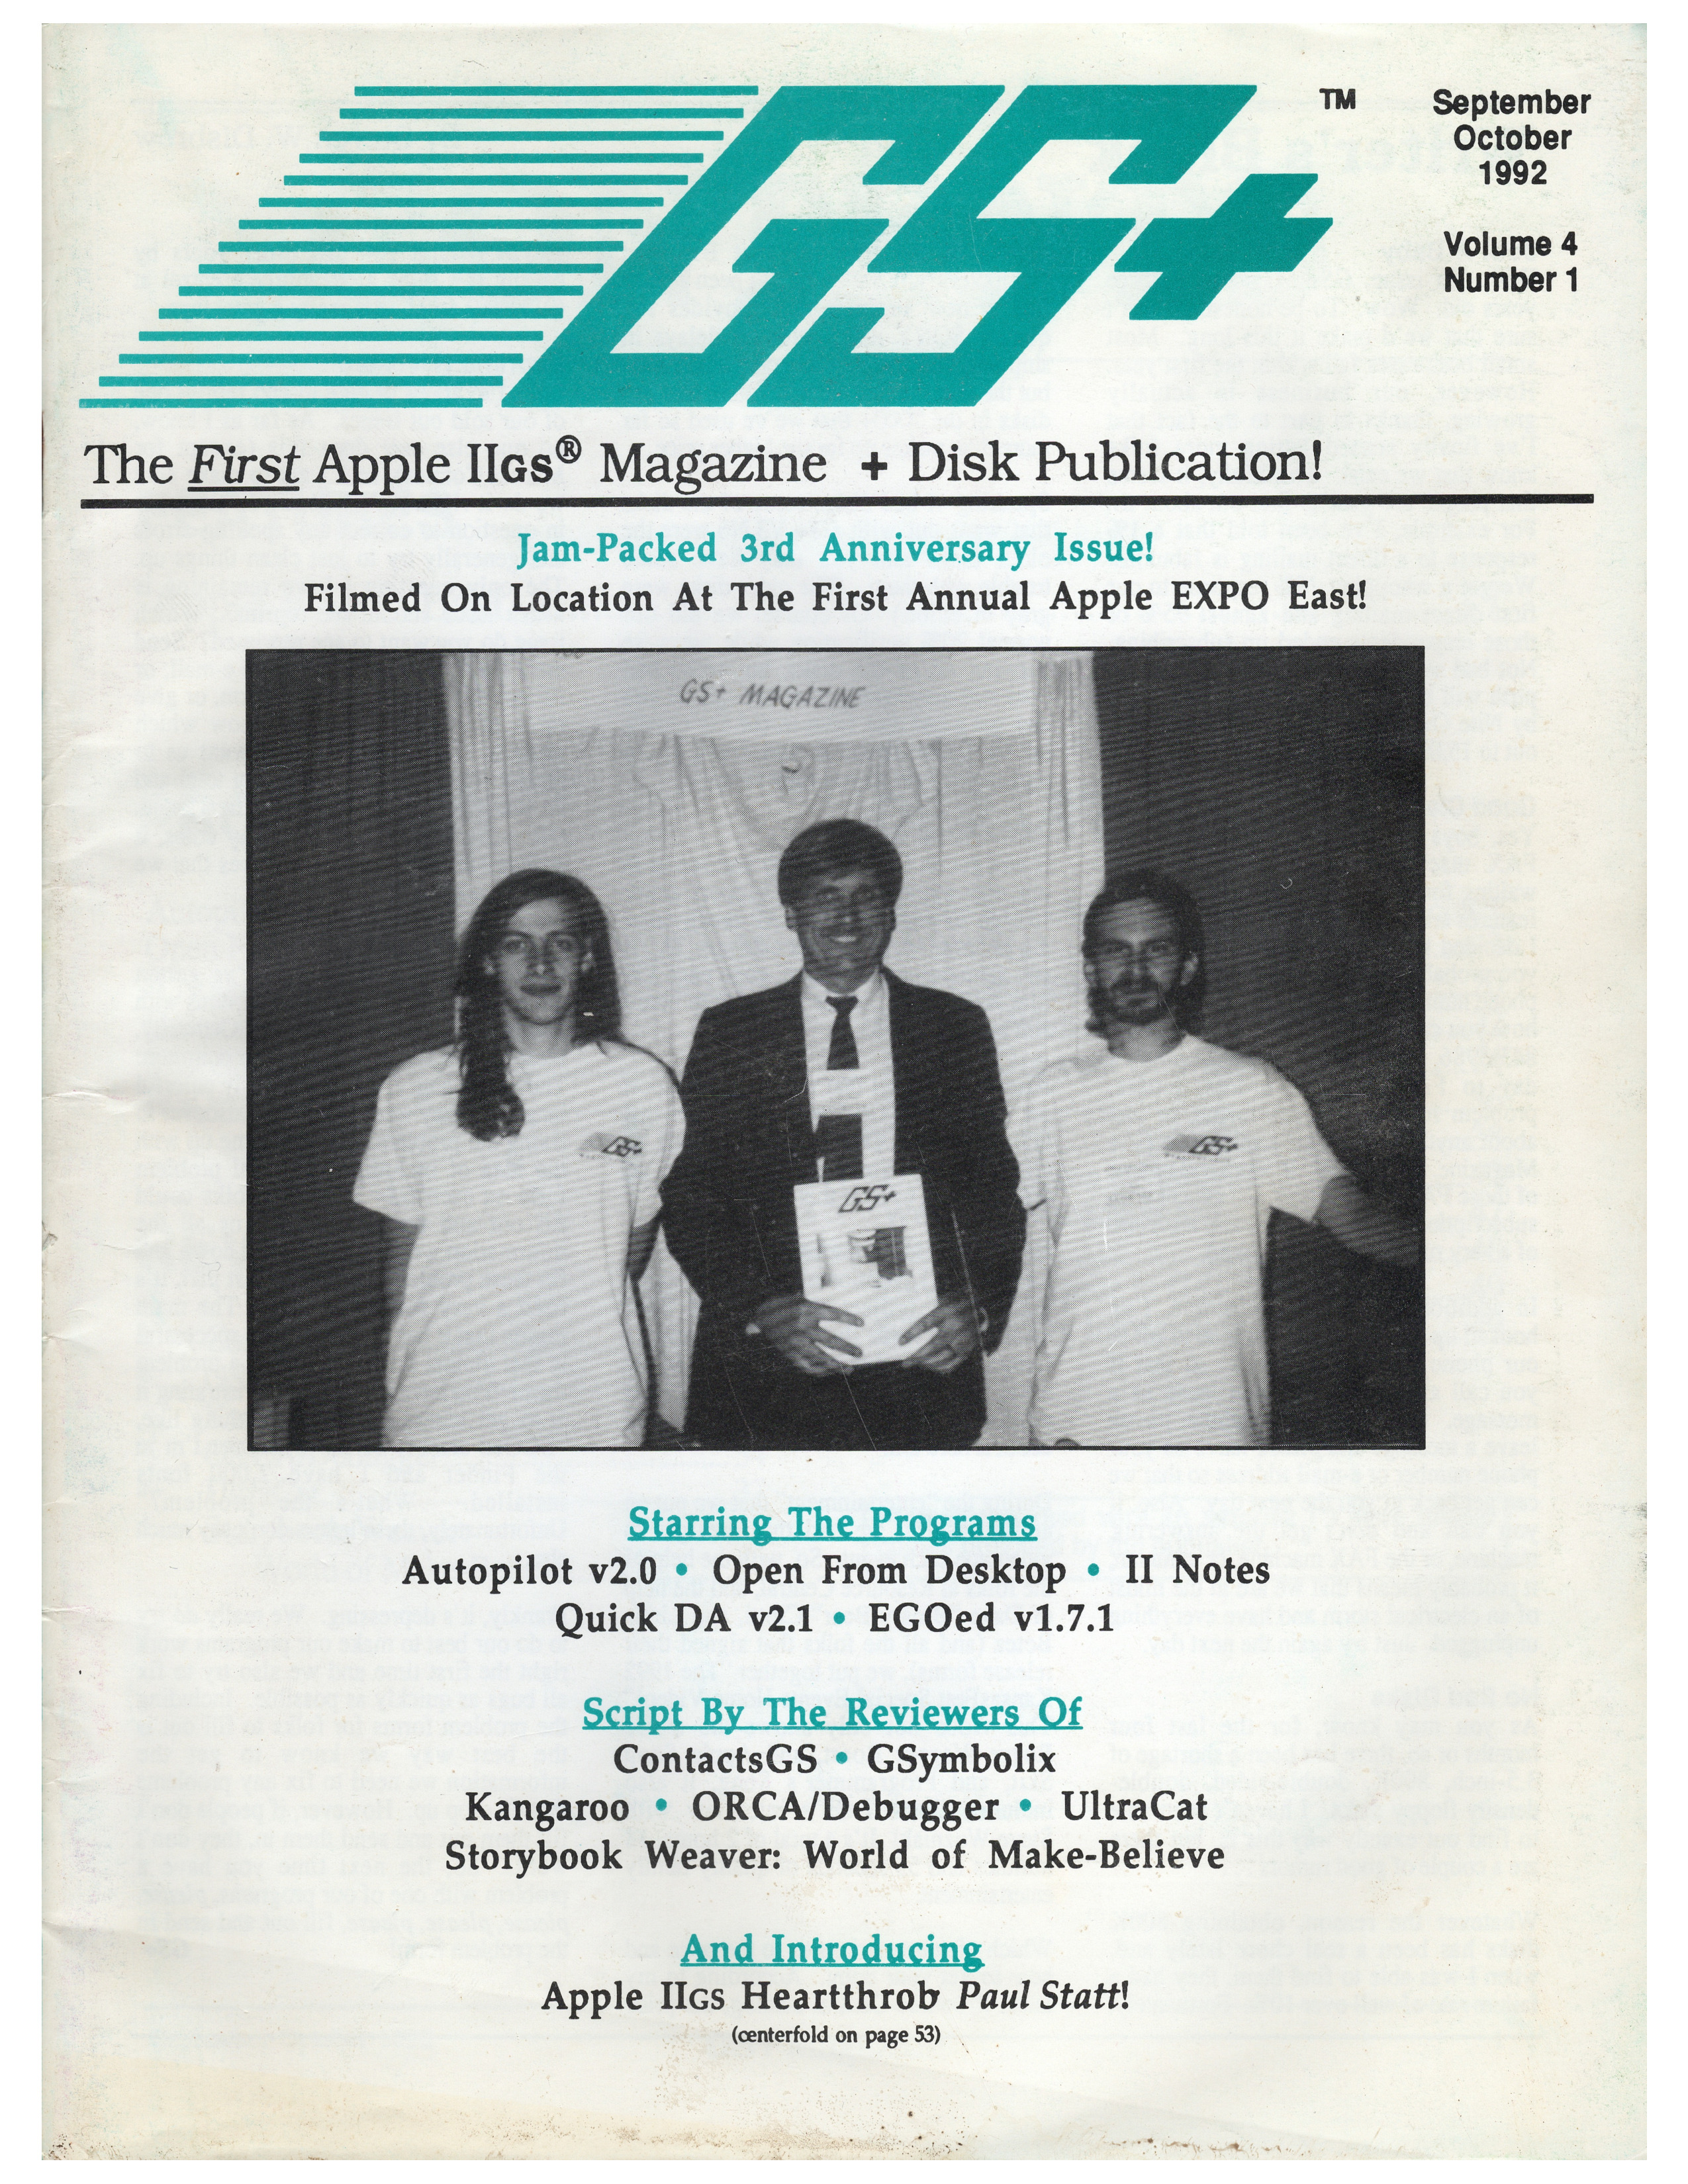 GS+ TM
September
October
1992
Volume 4
Number 1
The First Apple IIGS® Magazine + Disk Publication!
Jam-Packed 3rd Anniversary Issue!
Filmed On Location At The First Annual Apple EXPO East!
GS+ MAGAZINE
GS+
GS+
GS+
Starring The Programs
Autopilot v2.0 • Open From Desktop • II Notes
Quick DA v2.1 • EGOed v1.7.1
Script By The Reviewers Of
ContactsGS • GSymbolix
Kangaroo • ORCA/Debugger • UltraCat
Storybook Weaver: World of Make-Believe
And Introducing
Apple IIGS Heartthrob Paul Statt!
(centerfold on page 53)